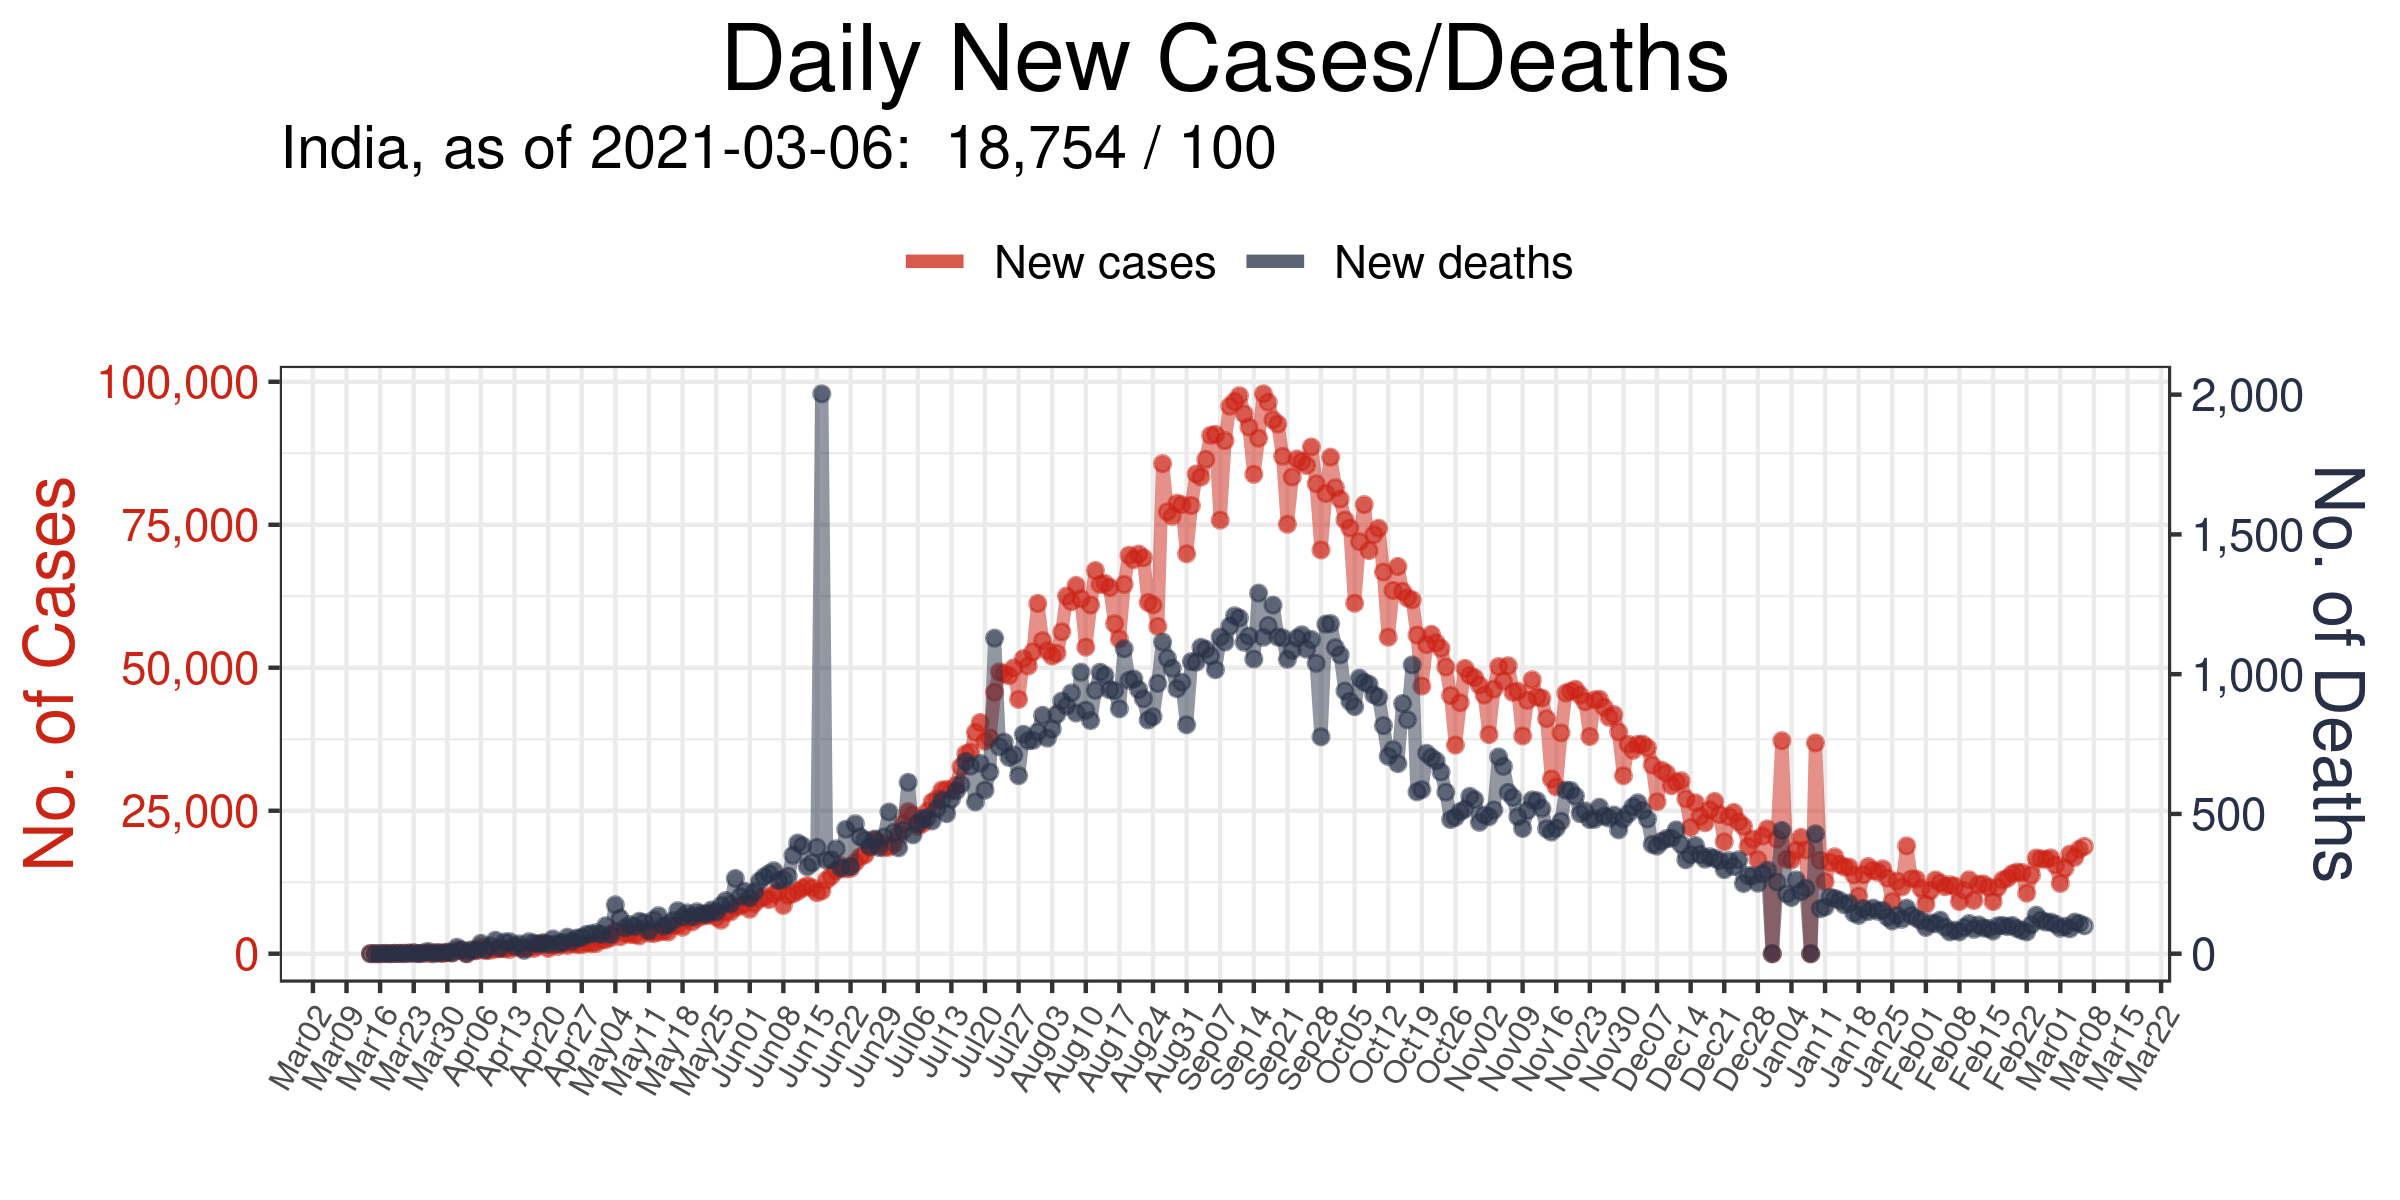 Daily New Cases/Deaths
India, as of 2021-03-06:  18,754 / 100
New cases New deaths
No. of Cases
100,000
75,000
50,000
25,000
0
2,000
1,500
1,000
500
0
No. of Deaths
Mar02 Mar09 Mar16 Mar23 Mar30 Apr06 Apr13 Apr20 Apr27 May04 May11 May18 May25 Jun01 Jun08 Jun15 Jun22 Jun29 Jul06 Jul13 Jul20 Jul27 Aug03 Aug10 Aug17 Aug24 Aug31 Sep07 Sep14 Sep21 Sep28 Oct05 Oct12 Oct19 Oct26 Nov02 Nov09 Nov16 Nov23 Nov30 Dec07 Dec14 Dec21 Dec28 Jan04 Jan11 Jan18 Jan25 Feb01 Feb08 Feb15 Feb22 Mar01 Mar08 Mar15 Mar22